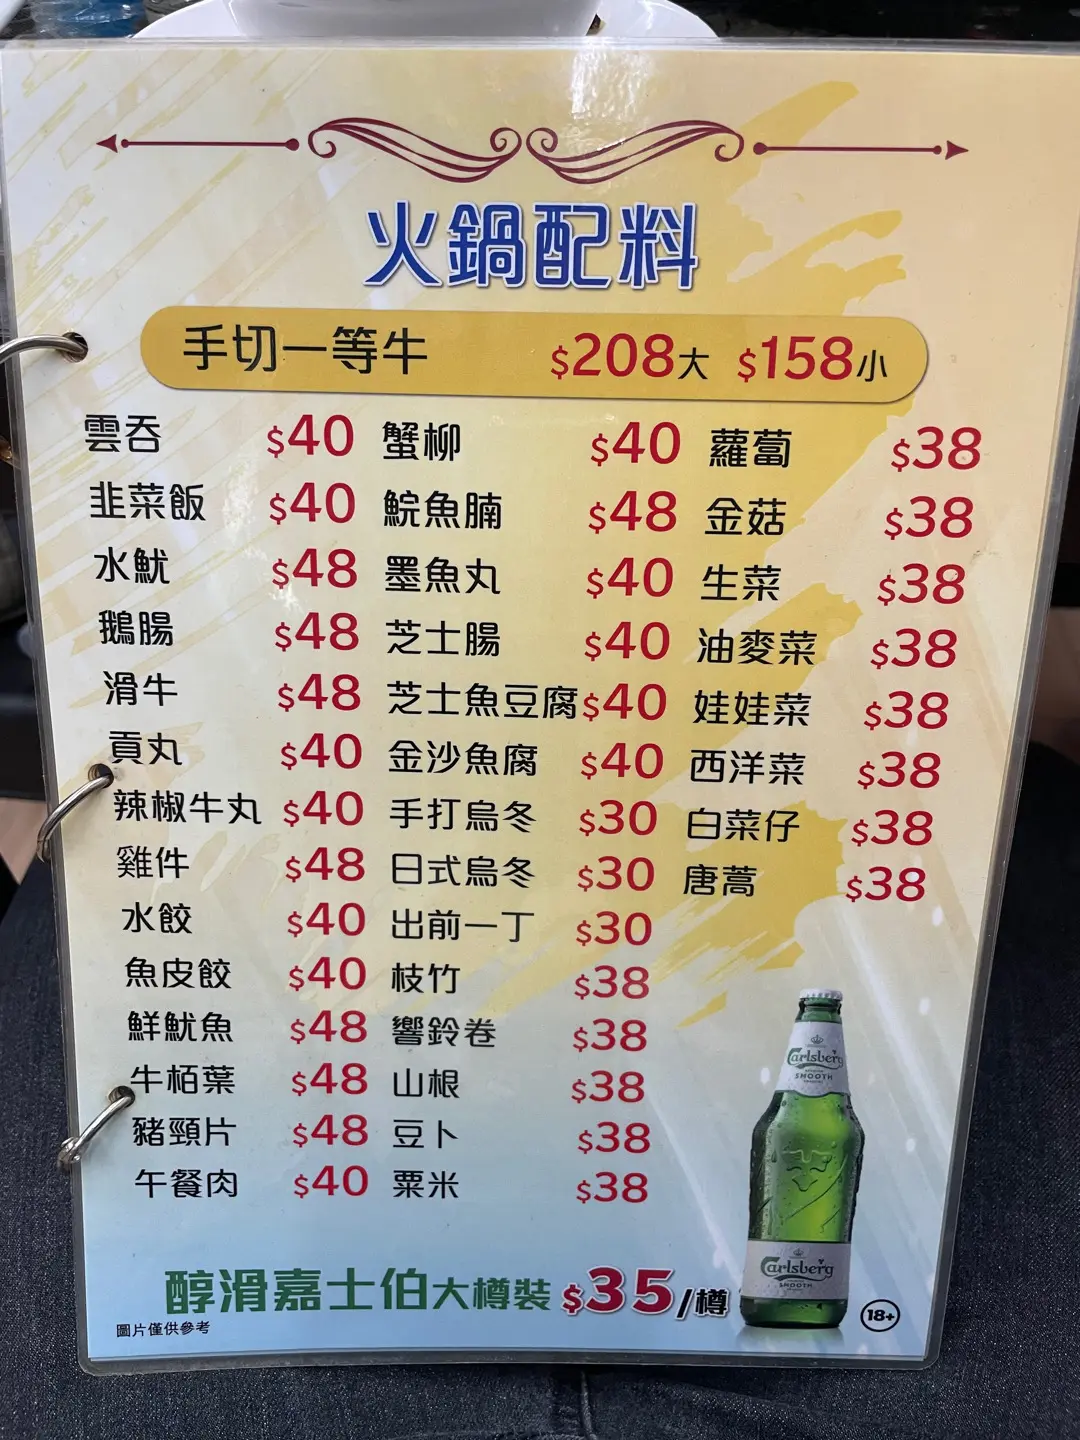 火鍋配料
手切一等牛 $208大 $158小
雲吞 $40 蟹柳 $40 蘿蔔 $38
韭菜飯 $40 鯇魚腩 $48 金菇 $38
水魷 $48 墨魚丸 $40 生菜 $38
鵝腸 $48 芝士腸 $40 油麥菜 $38
滑牛 $48 芝士魚豆腐 $40 娃娃菜 $38
貢丸 $40 金沙魚腐 $40 西洋菜 $38
辣椒牛丸 $40 手打烏冬 $30 白菜仔 $38
雞件 $48 日式烏冬 $30 唐蒿 $38
水餃 $40 出前一丁 $30
魚皮餃 $40 枝竹 $38
鮮魷魚 $48 響鈴卷 $38
牛栢葉 $48 山根 $38
豬頸片 $48 豆卜 $38
午餐肉 $40 粟米 $38
醇滑嘉士伯大樽裝 $35/樽
圖片僅供參考
Carlsberg
SMOOTH
Carlsberg
SMOOTH
18+